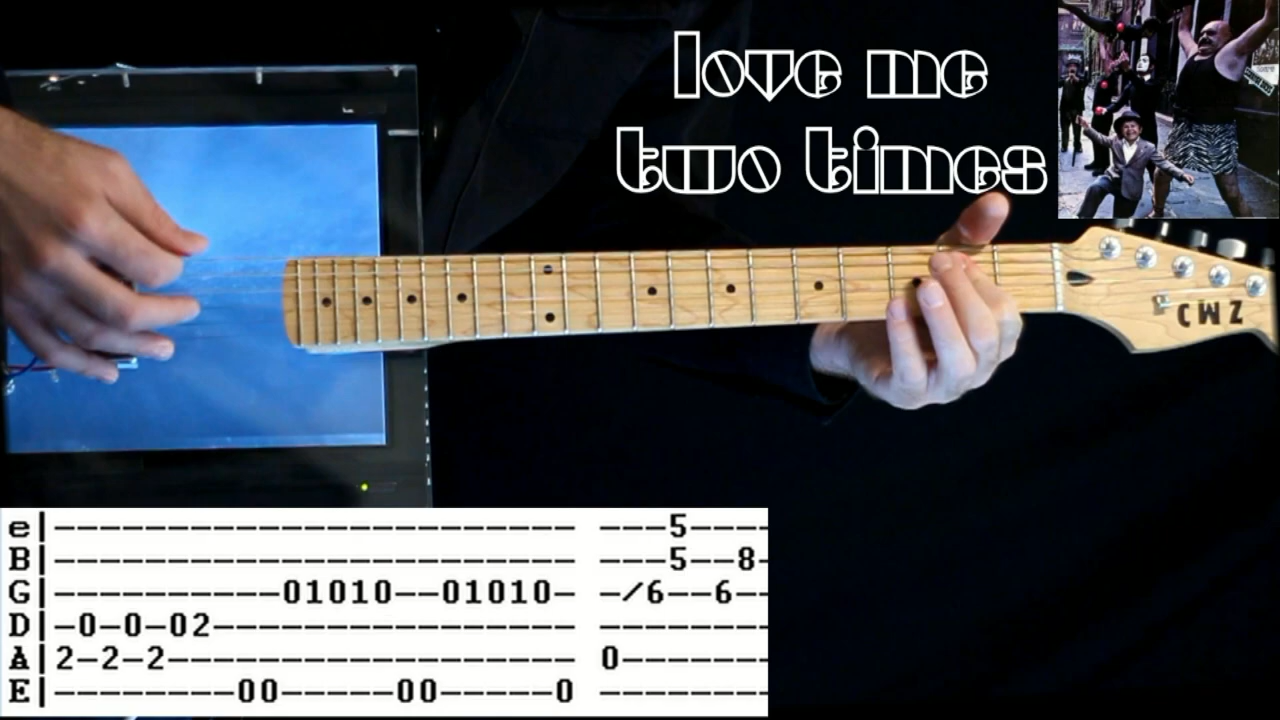 love me
two times
e|----------------------- ---5----
B|----------------------- ---5--8-
G|----------01010--01010- -/6--6--
D|-0-0-02---------------- --------
A|2-2-2------------------ 0-------
E|--------00-----00-----0 --------